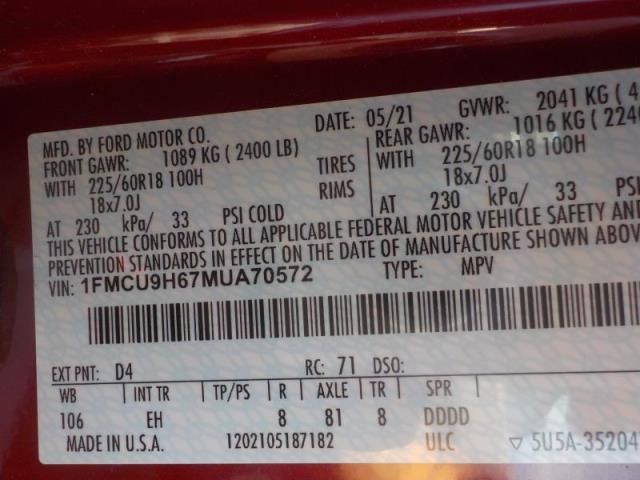 MFD. BY FORD MOTOR CO.
DATE: 05/21 GVWR: 2041 KG ( 4
FRONT GAWR: 1089 KG ( 2400 LB) REAR GAWR: 1016 KG ( 224
WITH 225/60R18 100H TIRES WITH 225/60R18 100H
18x7.0J RIMS 18x7.0J
AT 230 kPa/ 33 PSI COLD AT 230 kPa/ 33 PSI
THIS VEHICLE CONFORMS TO ALL APPLICABLE FEDERAL MOTOR VEHICLE SAFETY AND
PREVENTION STANDARDS IN EFFECT ON THE DATE OF MANUFACTURE SHOWN ABOV
VIN: 1FMCU9H67MUA70572 TYPE: MPV
EXT PNT: D4 RC: 71 DSO:
WB INT TR TP/PS R AXLE TR SPR
106 EH 8 81 8 DDDD
MADE IN U.S.A. 1202105187182 ULC ▽ 5U5A-35204